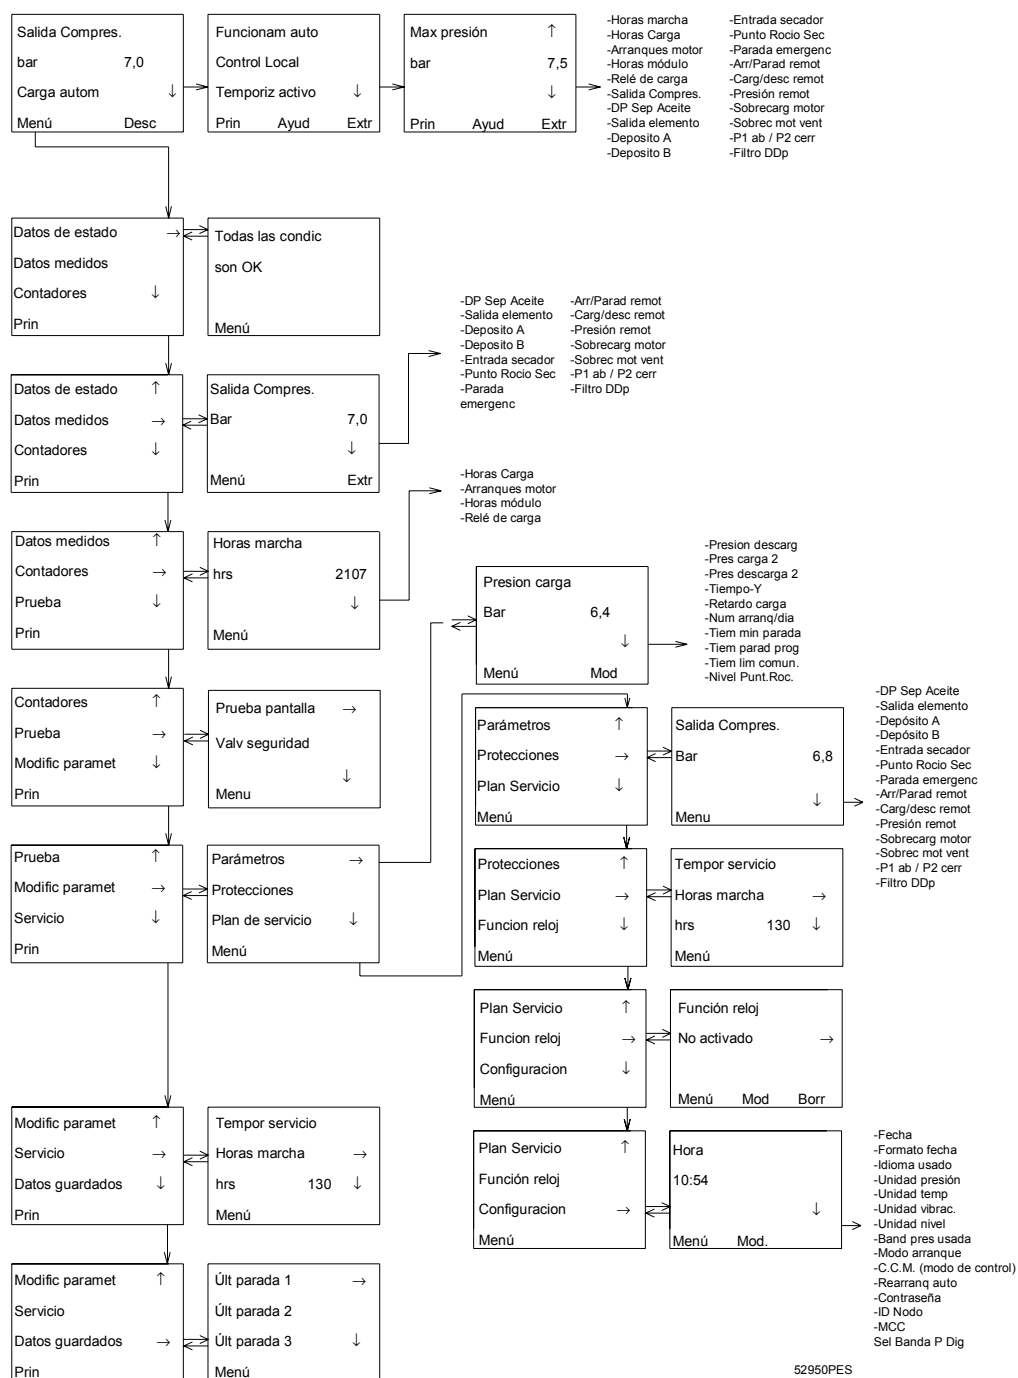 Salida Compres.
bar 7,0
Carga autom ↓
Menú Desc
Funcionam auto
Control Local
Temporiz activo ↓
Prin Ayud Extr
Max presión ↑
bar 7,5
↓
Prin Ayud Extr
-Horas marcha
-Horas Carga
-Arranques motor
-Horas módulo
-Relé de carga
-Salida Compres.
-DP Sep Aceite
-Salida elemento
-Deposito A
-Deposito B
-Entrada secador
-Punto Rocio Sec
-Parada emergenc
-Arr/Parad remot
-Carg/desc remot
-Presión remot
-Sobrecarg motor
-Sobrec mot vent
-P1 ab / P2 cerr
-Filtro DDp
Datos de estado →
Datos medidos
Contadores ↓
Prin
Todas las condic
son OK
Menú
Datos de estado ↑
Datos medidos →
Contadores ↓
Prin
Salida Compres.
Bar 7,0
↓
Menú Extr
-DP Sep Aceite
-Salida elemento
-Deposito A
-Deposito B
-Entrada secador
-Punto Rocio Sec
-Parada
emergenc
-Arr/Parad remot
-Carg/desc remot
-Presión remot
-Sobrecarg motor
-Sobrec mot vent
-P1 ab / P2 cerr
-Filtro DDp
Datos medidos ↑
Contadores →
Prueba ↓
Prin
Horas marcha
hrs 2107
↓
Menú
-Horas Carga
-Arranques motor
-Horas módulo
-Relé de carga
Presion carga
Bar 6,4
↓
Menú Mod
-Presion descarg
-Pres carga 2
-Pres descarga 2
-Tiempo-Y
-Retardo carga
-Num arranq/dia
-Tiem min parada
-Tiem parad prog
-Tiem lim comun.
-Nivel Punt.Roc.
Contadores ↑
Prueba →
Modific paramet ↓
Prin
Prueba pantalla →
Valv seguridad
↓
Menu
Parámetros ↑
Protecciones →
Plan Servicio ↓
Menú
Salida Compres.
Bar 6,8
↓
Menu
-DP Sep Aceite
-Salida elemento
-Depósito A
-Depósito B
-Entrada secador
-Punto Rocio Sec
-Parada emergenc
-Arr/Parad remot
-Carg/desc remot
-Presión remot
-Sobrecarg motor
-Sobrec mot vent
-P1 ab / P2 cerr
-Filtro DDp
Prueba ↑
Modific paramet →
Servicio ↓
Prin
Parámetros →
Protecciones
Plan de servicio ↓
Menú
Protecciones ↑
Plan Servicio →
Funcion reloj ↓
Menú
Tempor servicio
Horas marcha →
hrs 130 ↓
Menú
Plan Servicio ↑
Funcion reloj →
Configuracion ↓
Menú
Función reloj
No activado →
Menú Mod Borr
Modific paramet ↑
Servicio →
Datos guardados ↓
Prin
Tempor servicio
Horas marcha →
hrs 130 ↓
Menú
Plan Servicio ↑
Función reloj
Configuracion →
Menú
Hora
10:54
↓
Menú Mod.
-Fecha
-Formato fecha
-Idioma usado
-Unidad presión
-Unidad temp
-Unidad vibrac.
-Unidad nivel
-Band pres usada
-Modo arranque
-C.C.M. (modo de control)
-Rearranq auto
-Contraseña
-ID Nodo
-MCC
Sel Banda P Dig
Modific paramet ↑
Servicio
Datos guardados →
Prin
Últ parada 1 →
Últ parada 2
Últ parada 3 ↓
Menú
52950PES